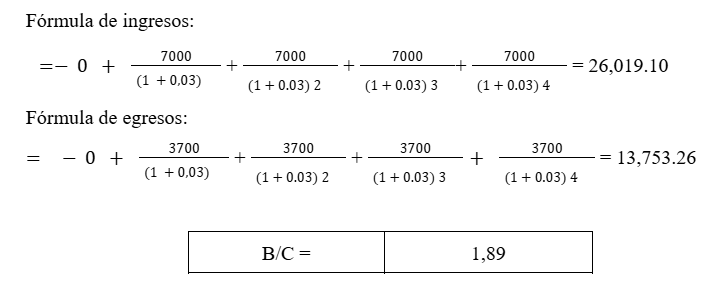 Fórmula de ingresos:
=− 0 + 7000/(1 + 0,03) + 7000/(1 + 0.03) 2 + 7000/(1 + 0.03) 3 + 7000/(1 + 0.03) 4 = 26,019.10
Fórmula de egresos:
= − 0 + 3700/(1 + 0,03) + 3700/(1 + 0.03) 2 + 3700/(1 + 0.03) 3 + 3700/(1 + 0.03) 4 = 13,753.26
B/C = 1,89